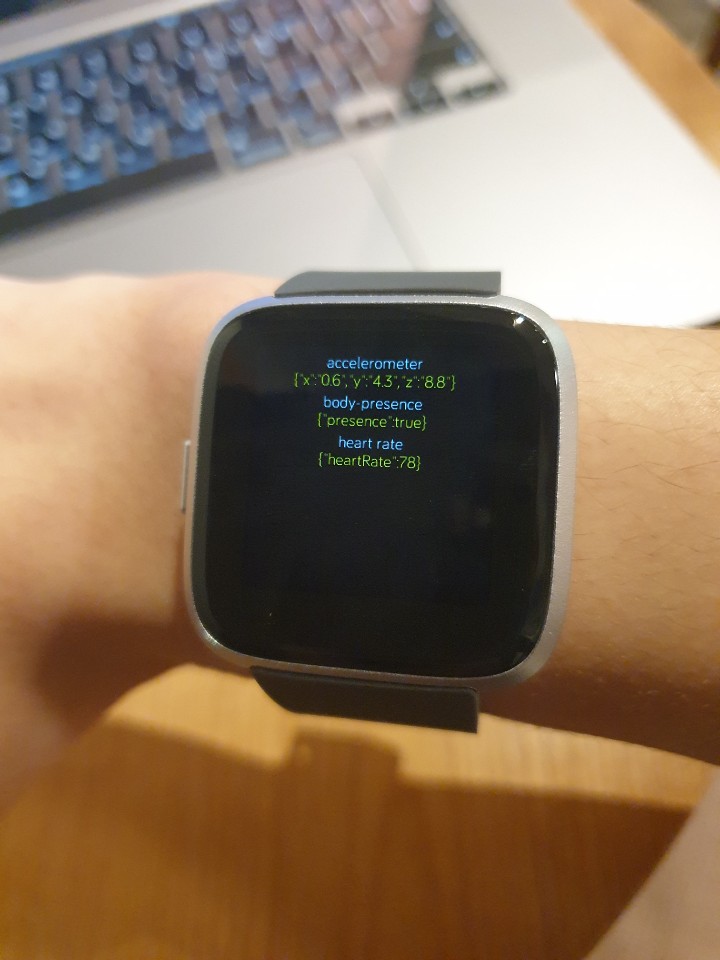 accelerometer
{"x":"0.6","y":"4.3","z":"8.8"}
body-presence
{"presence":true}
heart rate
{"heartRate":78}